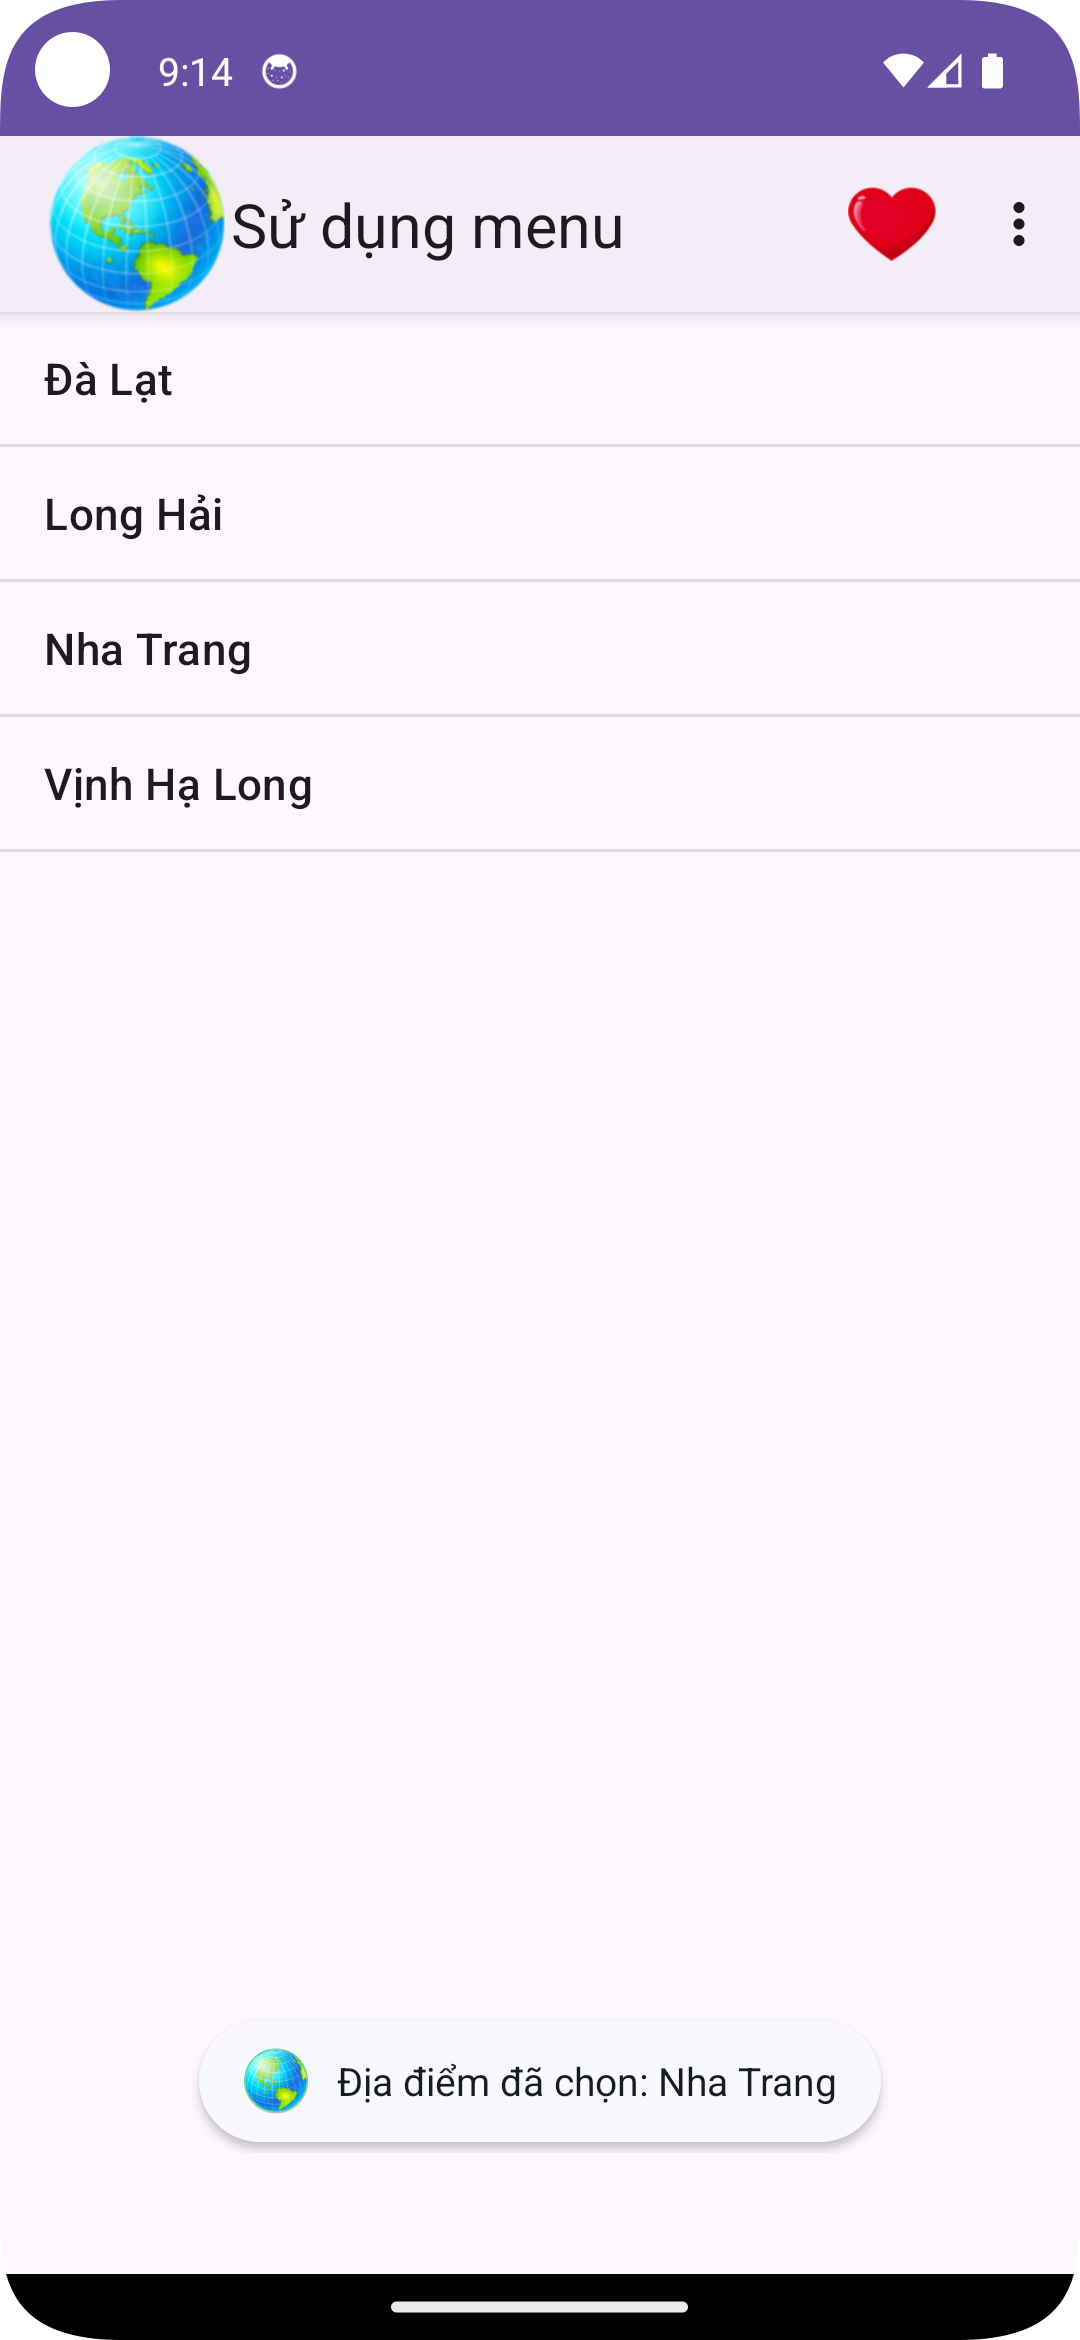 9:14
Sử dụng menu
Đà Lạt
Long Hải
Nha Trang
Vịnh Hạ Long
Địa điểm đã chọn: Nha Trang